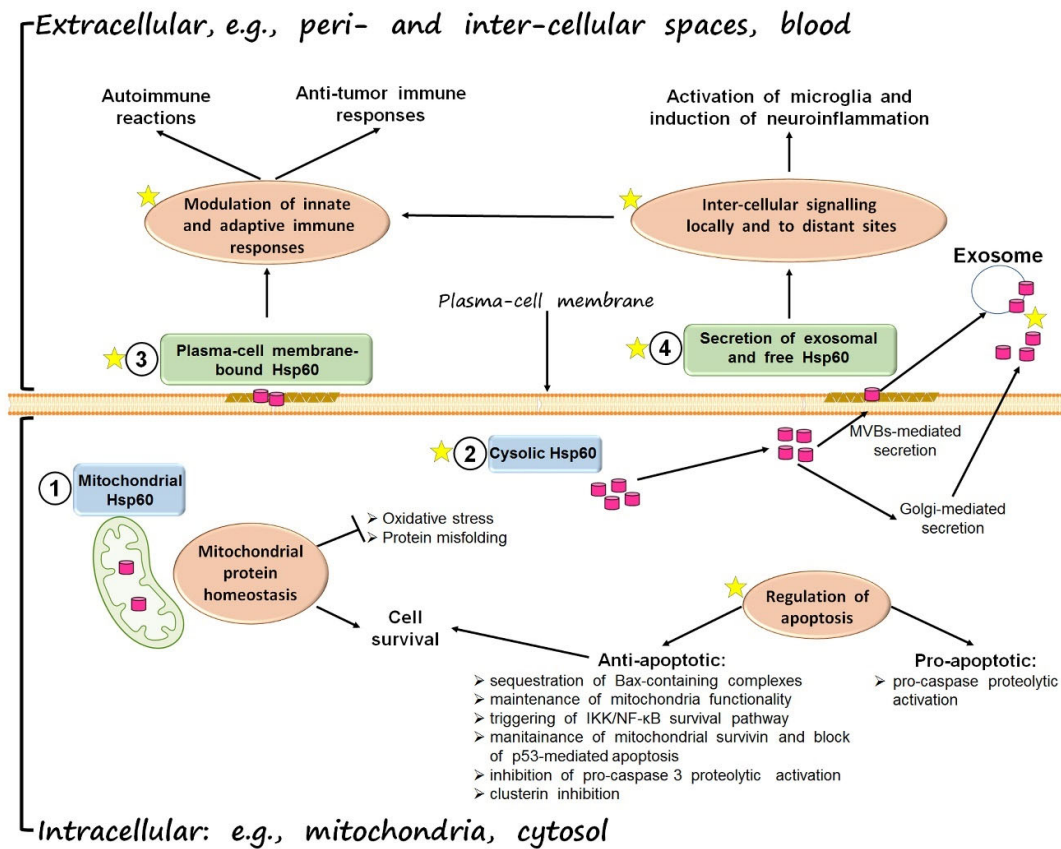 Extracellular, e.g., peri- and inter-cellular spaces, blood
Autoimmune
reactions
Anti-tumor immune
responses
Activation of microglia and
induction of neuroinflammation
Modulation of innate
and adaptive immune
responses
Inter-cellular signalling
locally and to distant sites
Exosome
Plasma-cell membrane
3
Plasma-cell membrane-
bound Hsp60
4
Secretion of exosomal
and free Hsp60
2
Cysolic Hsp60
MVBs-mediated
secretion
1
Mitochondrial
Hsp60
Golgi-mediated
secretion
➢ Oxidative stress
➢ Protein misfolding
Mitochondrial
protein
homeostasis
Cell
survival
Regulation of
apoptosis
Anti-apoptotic:
➢ sequestration of Bax-containing complexes
➢ maintenance of mitochondria functionality
➢ triggering of IKK/NF-κB survival pathway
➢ manitainance of mitochondrial survivin and block
of p53-mediated apoptosis
➢ inhibition of pro-caspase 3 proteolytic activation
➢ clusterin inhibition
Pro-apoptotic:
➢ pro-caspase proteolytic
activation
Intracellular: e.g., mitochondria, cytosol